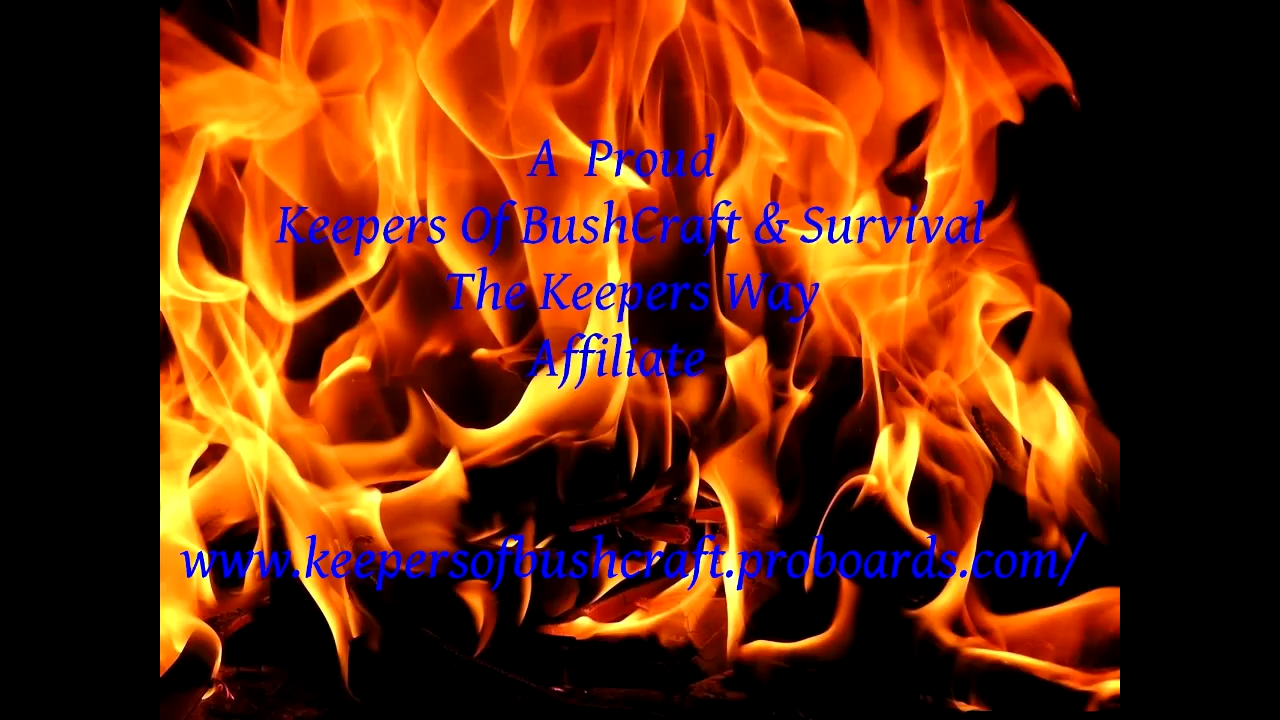 A Proud
Keepers Of BushCraft & Survival
The Keepers Way
Affiliate
www.keepersofbushcraft.proboards.com/